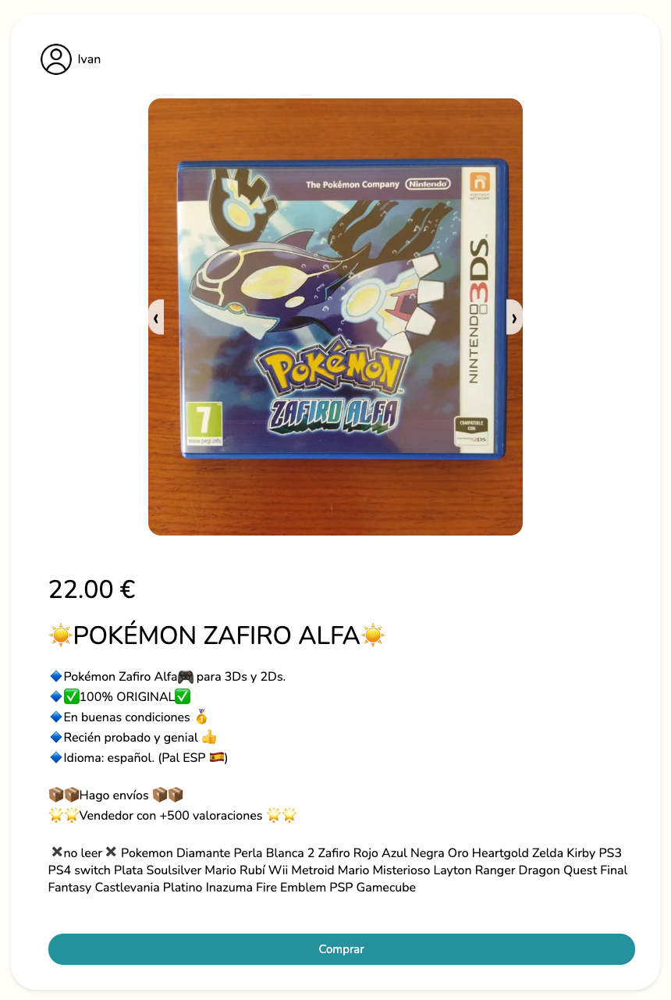 Ivan
The Pokémon Company Nintendo
NINTENDO 3DS
POKÉMON
ZAFIRO ALFA
7
www.pegi.info
COMPATIBLE
CON
2DS
22.00 €
☀️POKÉMON ZAFIRO ALFA☀️
🔹Pokémon Zafiro Alfa🎮 para 3Ds y 2Ds.
🔹✅100% ORIGINAL✅
🔹En buenas condiciones 🥇
🔹Recién probado y genial 👍
🔹Idioma: español. (Pal ESP 🇪🇸)
📦📦Hago envíos 📦📦
🌟🌟Vendedor con +500 valoraciones 🌟🌟
✖️no leer ✖️ Pokemon Diamante Perla Blanca 2 Zafiro Rojo Azul Negra Oro Heartgold Zelda Kirby PS3
PS4 switch Plata Soulsilver Mario Rubí Wii Metroid Mario Misterioso Layton Ranger Dragon Quest Final
Fantasy Castlevania Platino Inazuma Fire Emblem PSP Gamecube
Comprar